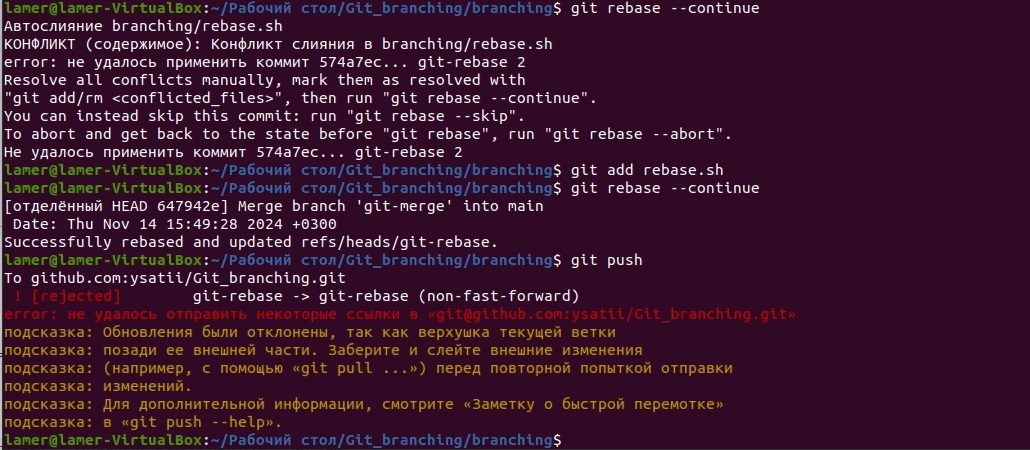 lamer@lamer-VirtualBox:~/Рабочий стол/Git_branching/branching$ git rebase --continue
Автослияние branching/rebase.sh
КОНФЛИКТ (содержимое): Конфликт слияния в branching/rebase.sh
error: не удалось применить коммит 574a7ec... git-rebase 2
Resolve all conflicts manually, mark them as resolved with
"git add/rm <conflicted_files>", then run "git rebase --continue".
You can instead skip this commit: run "git rebase --skip".
To abort and get back to the state before "git rebase", run "git rebase --abort".
Не удалось применить коммит 574a7ec... git-rebase 2
lamer@lamer-VirtualBox:~/Рабочий стол/Git_branching/branching$ git add rebase.sh
lamer@lamer-VirtualBox:~/Рабочий стол/Git_branching/branching$ git rebase --continue
[отделённый HEAD 647942e] Merge branch 'git-merge' into main
 Date: Thu Nov 14 15:49:28 2024 +0300
Successfully rebased and updated refs/heads/git-rebase.
lamer@lamer-VirtualBox:~/Рабочий стол/Git_branching/branching$ git push
To github.com:ysatii/Git_branching.git
 ! [rejected]        git-rebase -> git-rebase (non-fast-forward)
error: не удалось отправить некоторые ссылки в «git@github.com:ysatii/Git_branching.git»
подсказка: Обновления были отклонены, так как верхушка текущей ветки
подсказка: позади ее внешней части. Заберите и слейте внешние изменения
подсказка: (например, с помощью «git pull ...») перед повторной попыткой отправки
подсказка: изменений.
подсказка: Для дополнительной информации, смотрите «Заметку о быстрой перемотке»
подсказка: в «git push --help».
lamer@lamer-VirtualBox:~/Рабочий стол/Git_branching/branching$